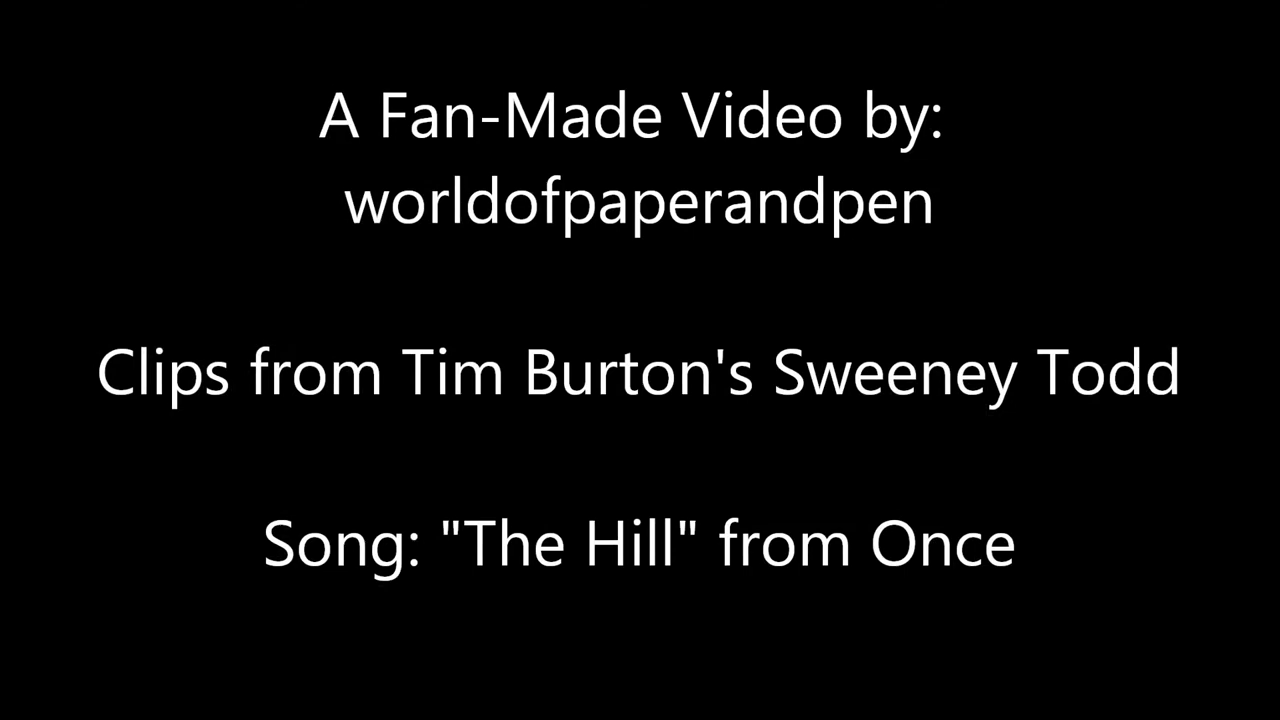 A Fan-Made Video by:
worldofpaperandpen
Clips from Tim Burton's Sweeney Todd
Song: "The Hill" from Once